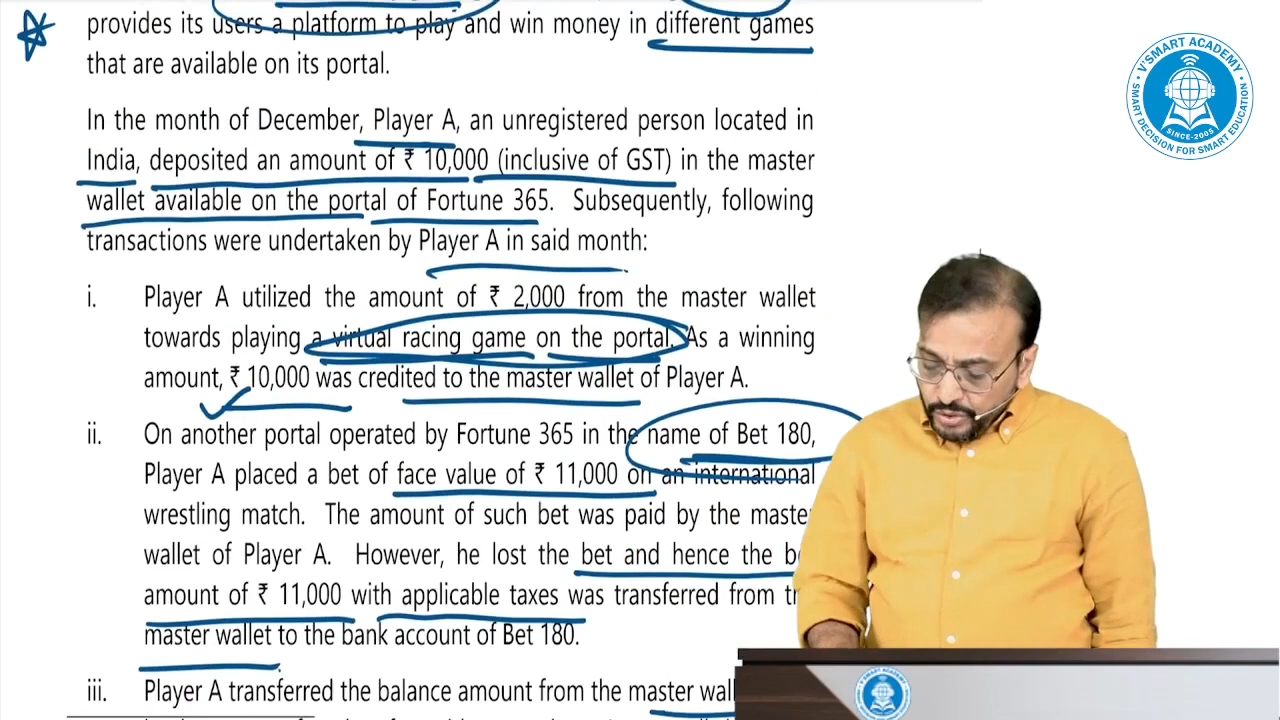 provides its users a platform to play and win money in different games
that are available on its portal.
In the month of December, Player A, an unregistered person located in
India, deposited an amount of ₹ 10,000 (inclusive of GST) in the master
wallet available on the portal of Fortune 365. Subsequently, following
transactions were undertaken by Player A in said month:
i. Player A utilized the amount of ₹ 2,000 from the master wallet
towards playing a virtual racing game on the portal. As a winning
amount, ₹ 10,000 was credited to the master wallet of Player A.
ii. On another portal operated by Fortune 365 in the name of Bet 180,
Player A placed a bet of face value of ₹ 11,000 on an international
wrestling match. The amount of such bet was paid by the maste
wallet of Player A. However, he lost the bet and hence the b
amount of ₹ 11,000 with applicable taxes was transferred from t
master wallet to the bank account of Bet 180.
iii. Player A transferred the balance amount from the master wal
V'SMART ACADEMY
SMART DECISION FOR SMART EDUCATION
SINCE-2005